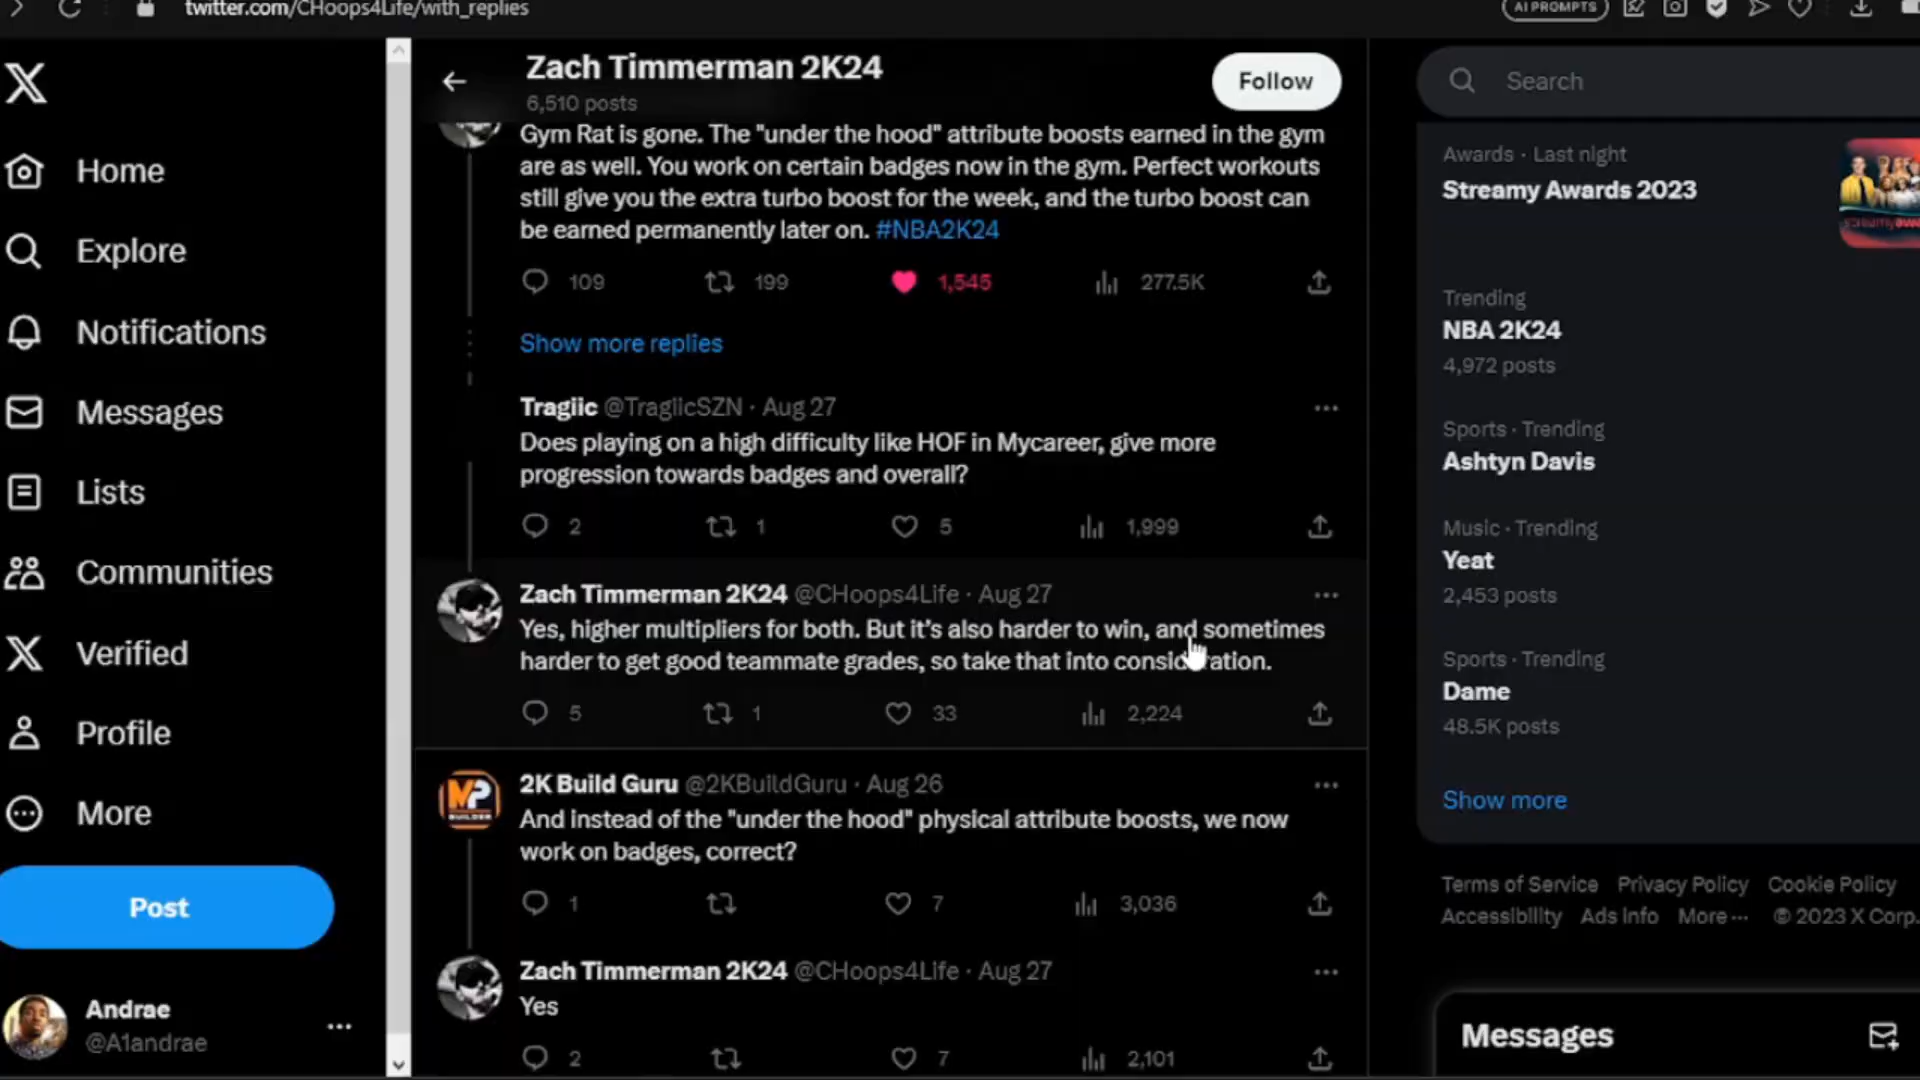 twitter.com/CHoops4Life/with_replies
AI PROMPTS
Home
Explore
Notifications
Messages
Lists
Communities
Verified
Profile
More
Post
Andrae
@A1andrae
Zach Timmerman 2K24
6,510 posts
Follow
Gym Rat is gone. The "under the hood" attribute boosts earned in the gym
are as well. You work on certain badges now in the gym. Perfect workouts
still give you the extra turbo boost for the week, and the turbo boost can
be earned permanently later on. #NBA2K24
109 199 1,545 277.5K
Show more replies
Tragiic @TragiicSZN · Aug 27
Does playing on a high difficulty like HOF in Mycareer, give more
progression towards badges and overall?
2 1 5 1,999
Zach Timmerman 2K24 @CHoops4Life · Aug 27
Yes, higher multipliers for both. But it's also harder to win, and sometimes
harder to get good teammate grades, so take that into consideration.
5 1 33 2,224
2K Build Guru @2KBuildGuru · Aug 26
And instead of the "under the hood" physical attribute boosts, we now
work on badges, correct?
1 7 3,036
MP
BUILDER
Zach Timmerman 2K24 @CHoops4Life · Aug 27
Yes
2 7 2,101
Search
Awards · Last night
Streamy Awards 2023
Trending
NBA 2K24
4,972 posts
Sports · Trending
Ashtyn Davis
Music · Trending
Yeat
2,453 posts
Sports · Trending
Dame
48.5K posts
Show more
Terms of Service Privacy Policy Cookie Policy
Accessibility Ads info More ··· © 2023 X Corp.
Messages